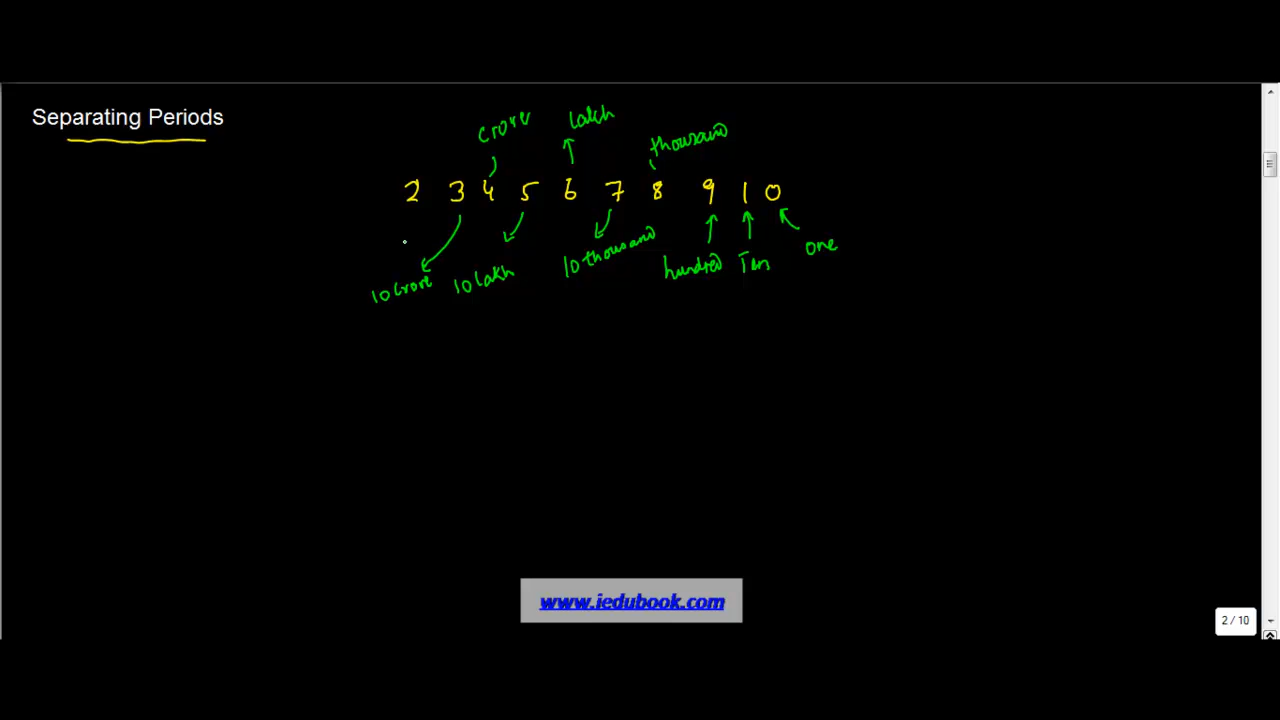 Separating Periods
crore lakh thousand
2 3 4 5 6 7 8 9 1 0
10 crore 10 lakh 10 thousand hundred Ten one
www.iedubook.com
2 / 10